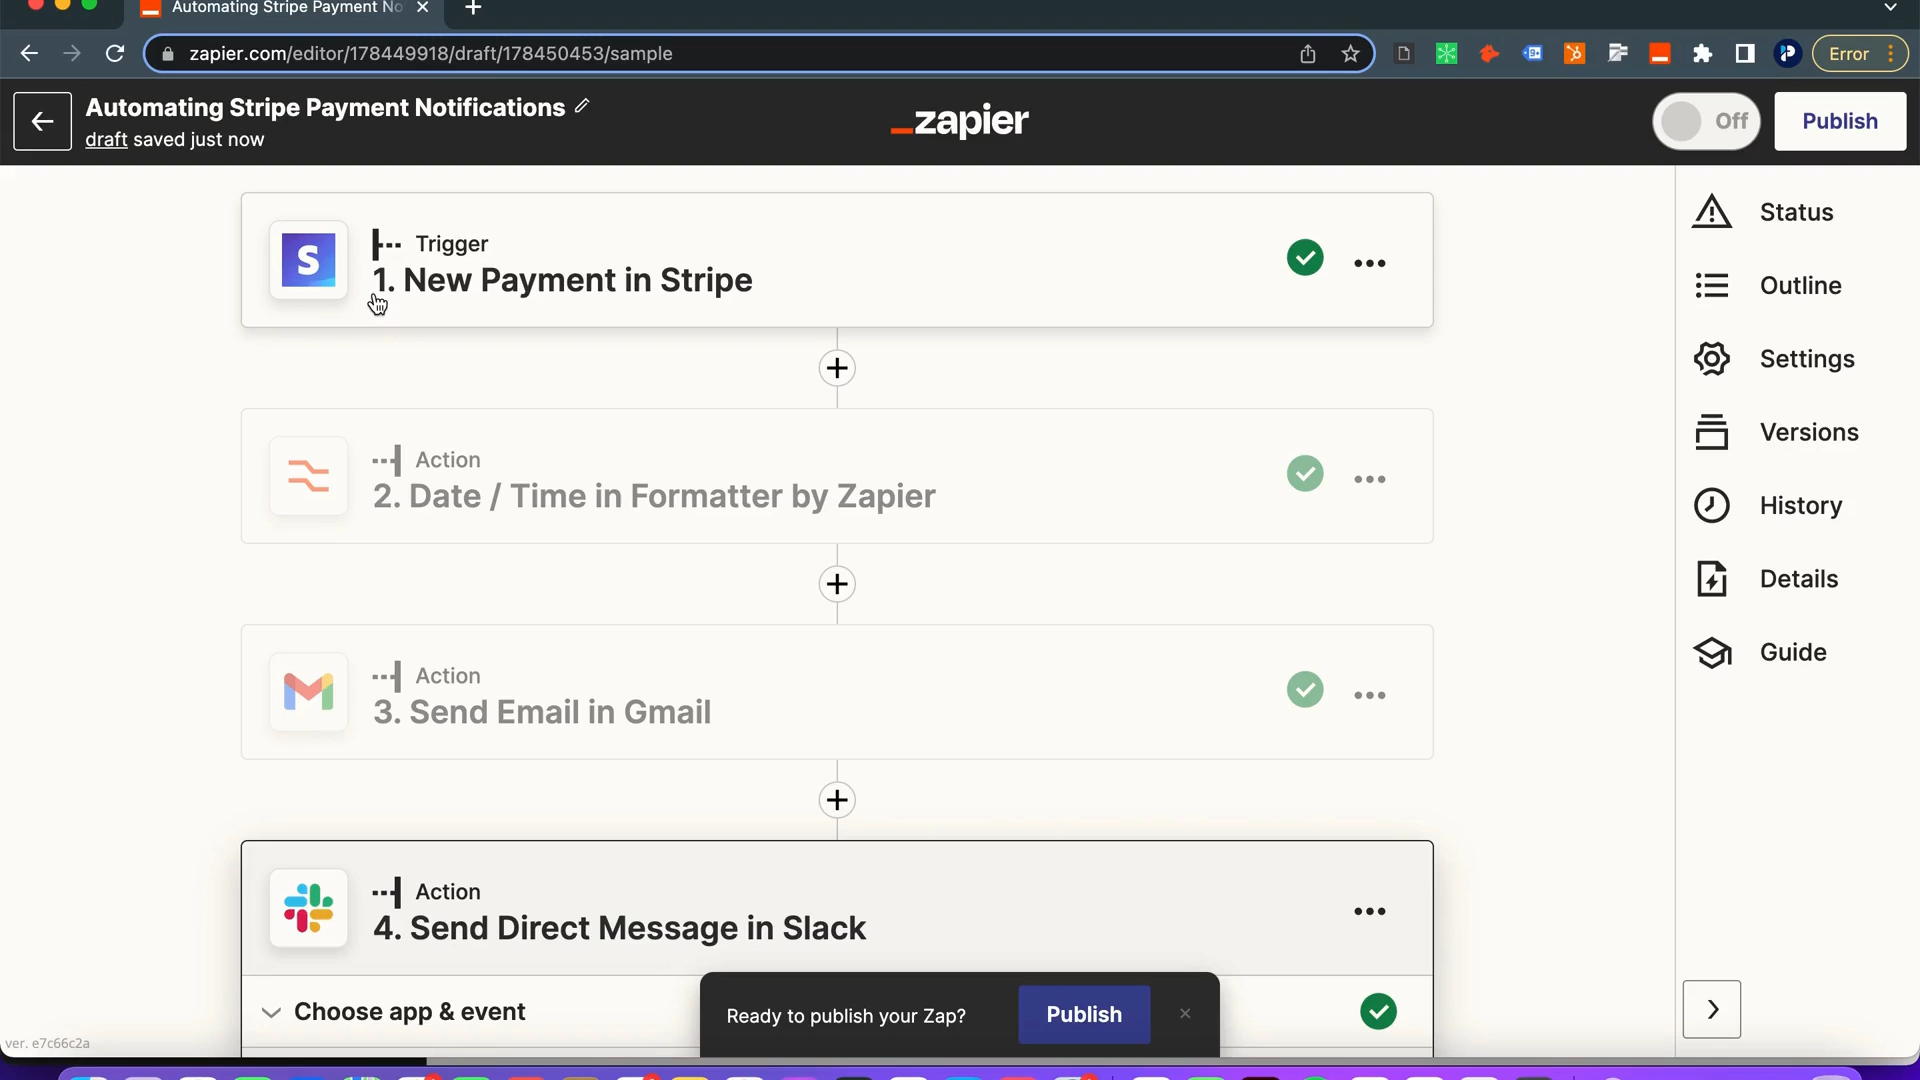 Automating Stripe Payment No
zapier.com/editor/178449918/draft/178450453/sample
Error
Automating Stripe Payment Notifications
draft saved just now
zapier
Off
Publish
Trigger
1. New Payment in Stripe
Action
2. Date / Time in Formatter by Zapier
Action
3. Send Email in Gmail
Action
4. Send Direct Message in Slack
Choose app & event
Ready to publish your Zap?
Publish
Status
Outline
Settings
Versions
History
Details
Guide
ver. e7c66c2a